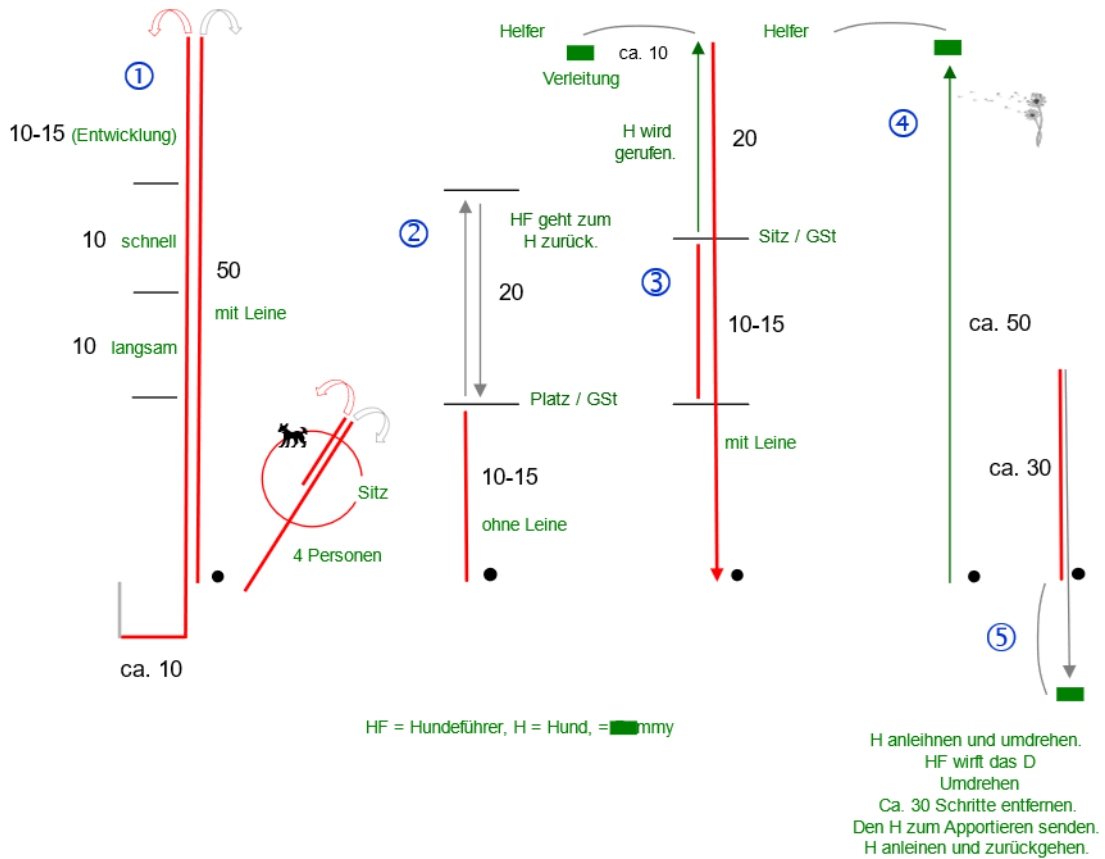 ①
10-15 (Entwicklung)
10 schnell
10 langsam
50
mit Leine
ca. 10
Sitz
4 Personen
②
HF geht zum
H zurück.
20
Platz / GSt
10-15
ohne Leine
Helfer
ca. 10
Verleitung
H wird
gerufen.
20
Sitz / GSt
③
10-15
mit Leine
Helfer
④
ca. 50
ca. 30
⑤
HF = Hundeführer, H = Hund, = mmy
H anleihnen und umdrehen.
HF wirft das D
Umdrehen
Ca. 30 Schritte entfernen.
Den H zum Apportieren senden.
H anleinen und zurückgehen.